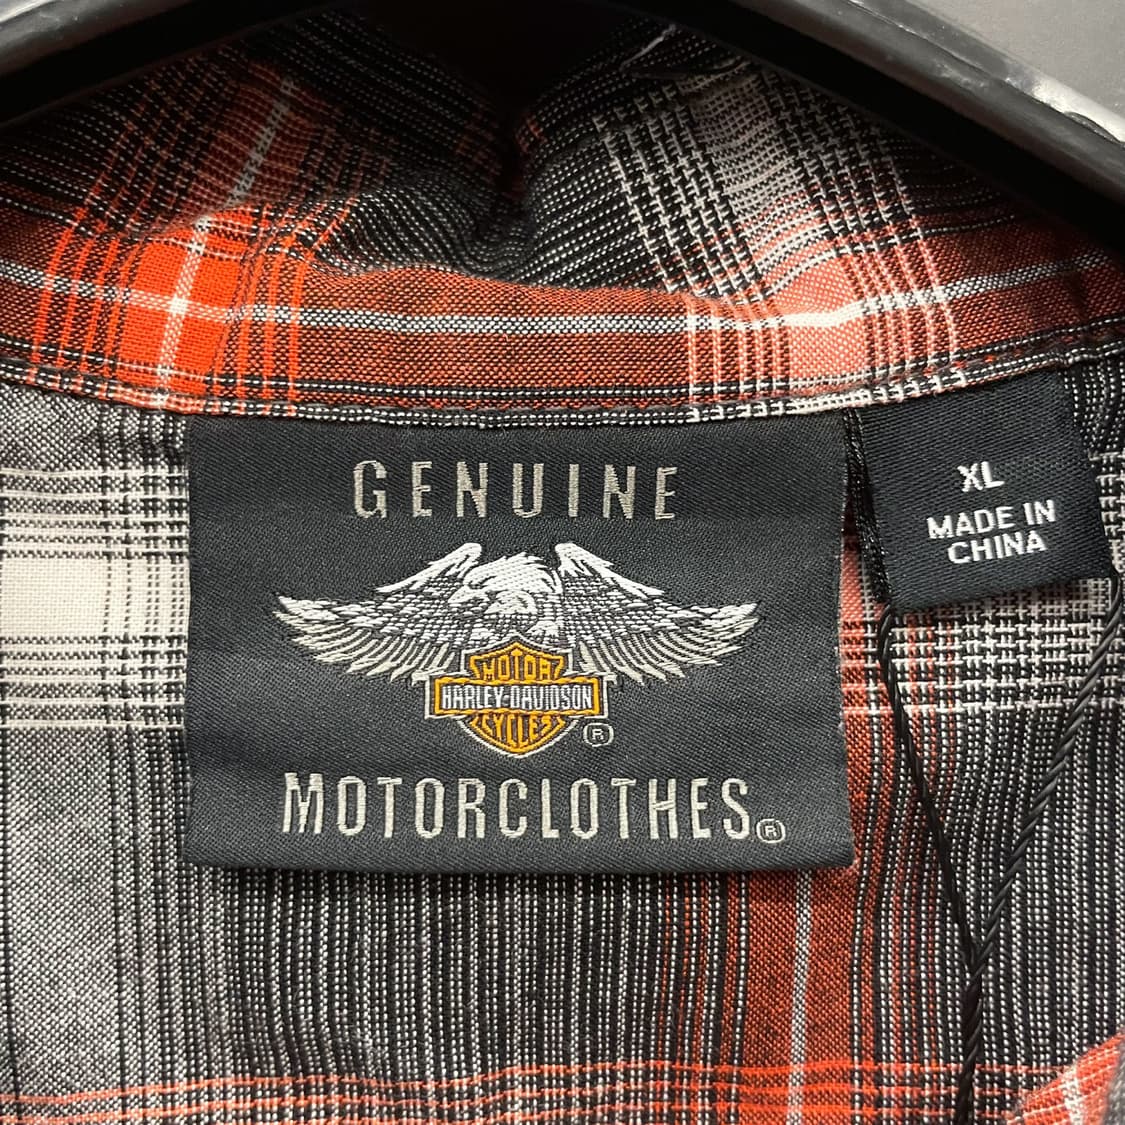 GENUINE
MOTOR
HARLEY-DAVIDSON
CYCLES
®
MOTORCLOTHES®
XL
MADE IN
CHINA